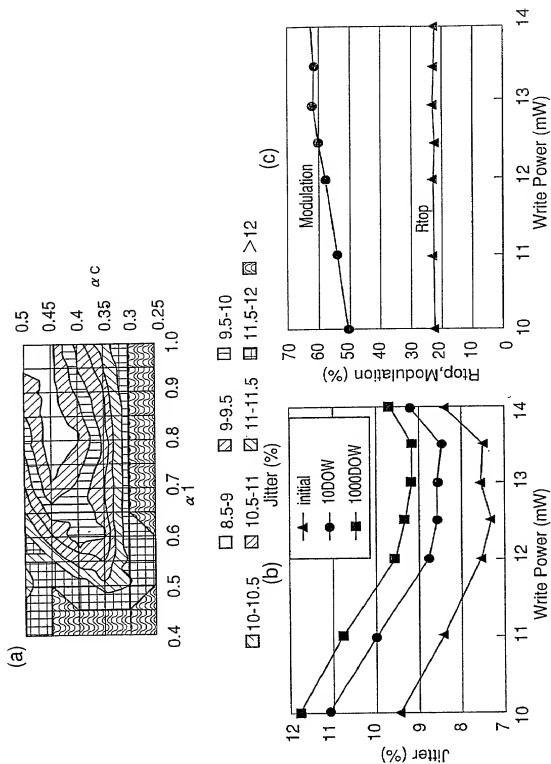 (a)
0.5
0.45
0.4
0.35
0.3
0.25
α c
0.4 0.5 0.6 0.7 0.8 0.9 1.0
α 1
8.5-9 9-9.5 9.5-10
10-10.5 10.5-11 11-11.5 11.5-12 >12
Jitter (%)
(b)
12
11
10
9
8
7
Jitter (%)
initial
10DOW
1000DOW
10 11 12 13 14
Write Power (mW)
(c)
70
60
50
40
30
20
10
0
Rtop,Modulation (%)
Modulation
Rtop
10 11 12 13 14
Write Power (mW)